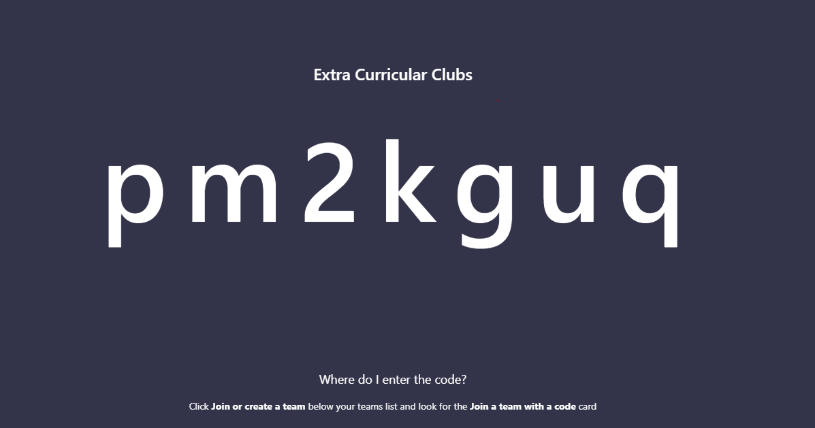 Extra Curricular Clubs
pm2kguq
Where do I enter the code?
Click Join or create a team below your teams list and look for the Join a team with a code card